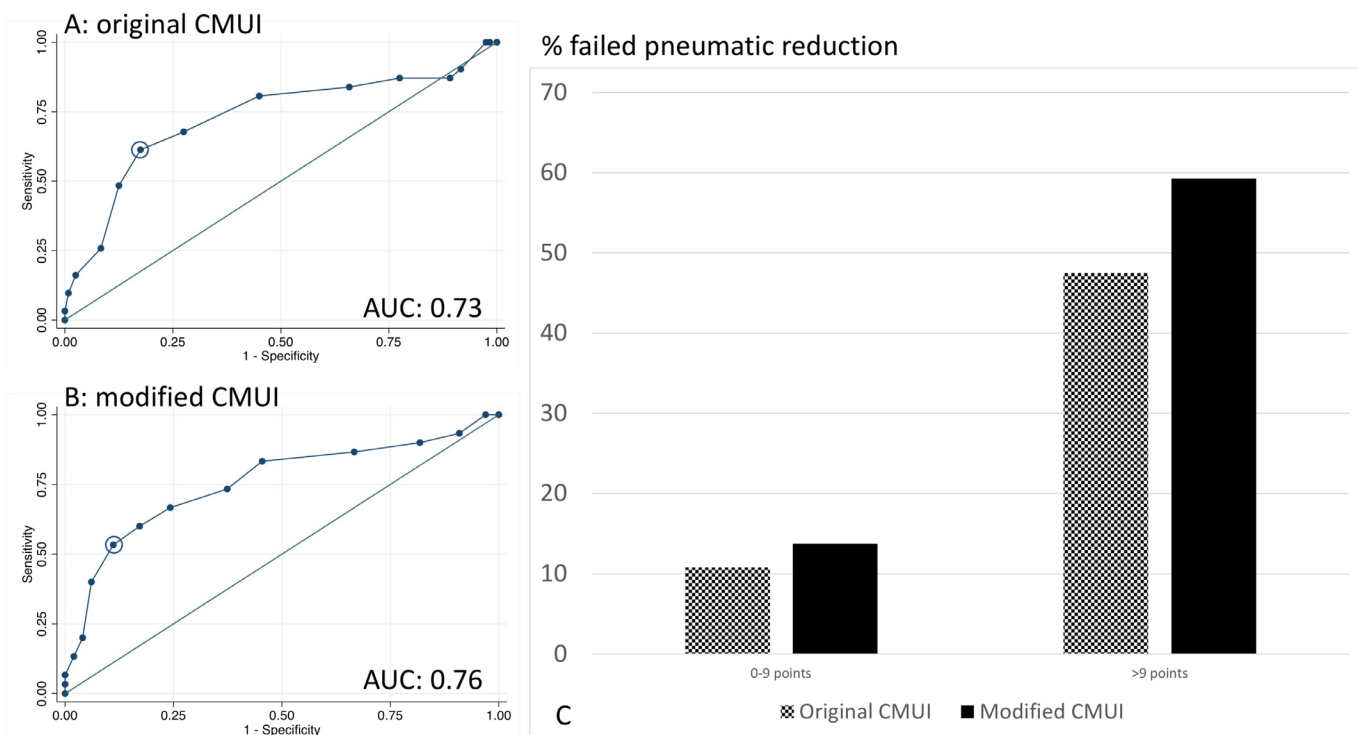 A: original CMUI
1.00
0.75
0.50
0.25
0.00
Sensitivity
AUC: 0.73
0.00 0.25 0.50 0.75 1.00
1 - Specificity
B: modified CMUI
1.00
0.75
0.50
0.25
0.00
Sensitivity
AUC: 0.76
0.00 0.25 0.50 0.75 1.00
1 - Specificity
% failed pneumatic reduction
70
60
50
40
30
20
10
0
0-9 points >9 points
C
Original CMUI Modified CMUI